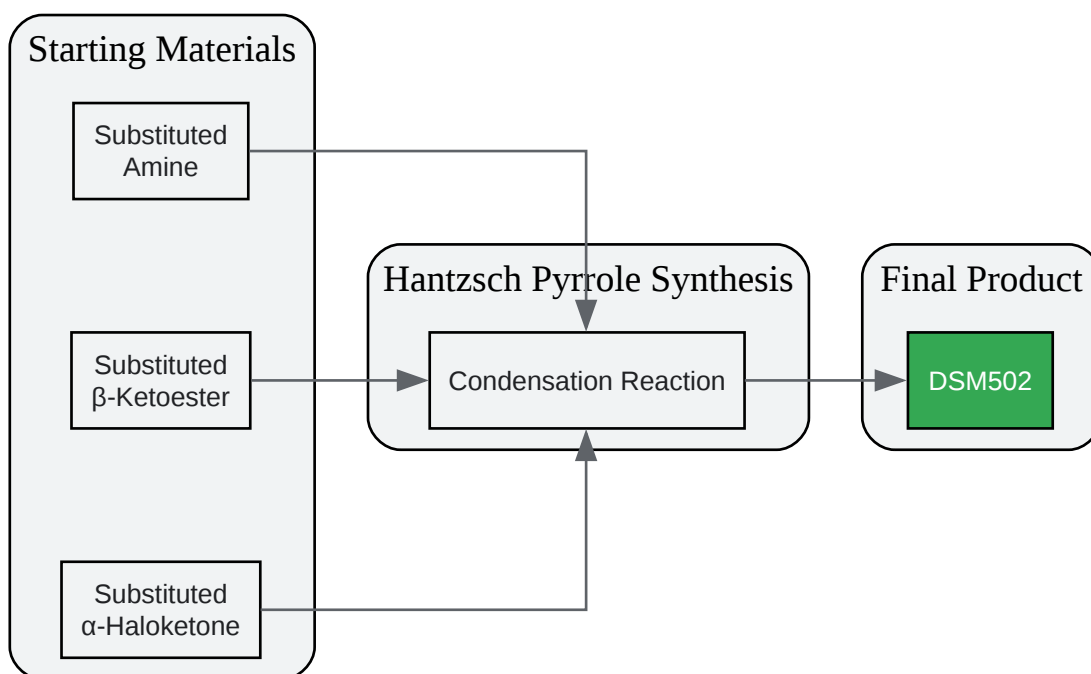 Starting Materials
Substituted
Amine
Substituted
β-Ketoester
Substituted
α-Haloketone
Hantzsch Pyrrole Synthesis
Condensation Reaction
Final Product
DSM502